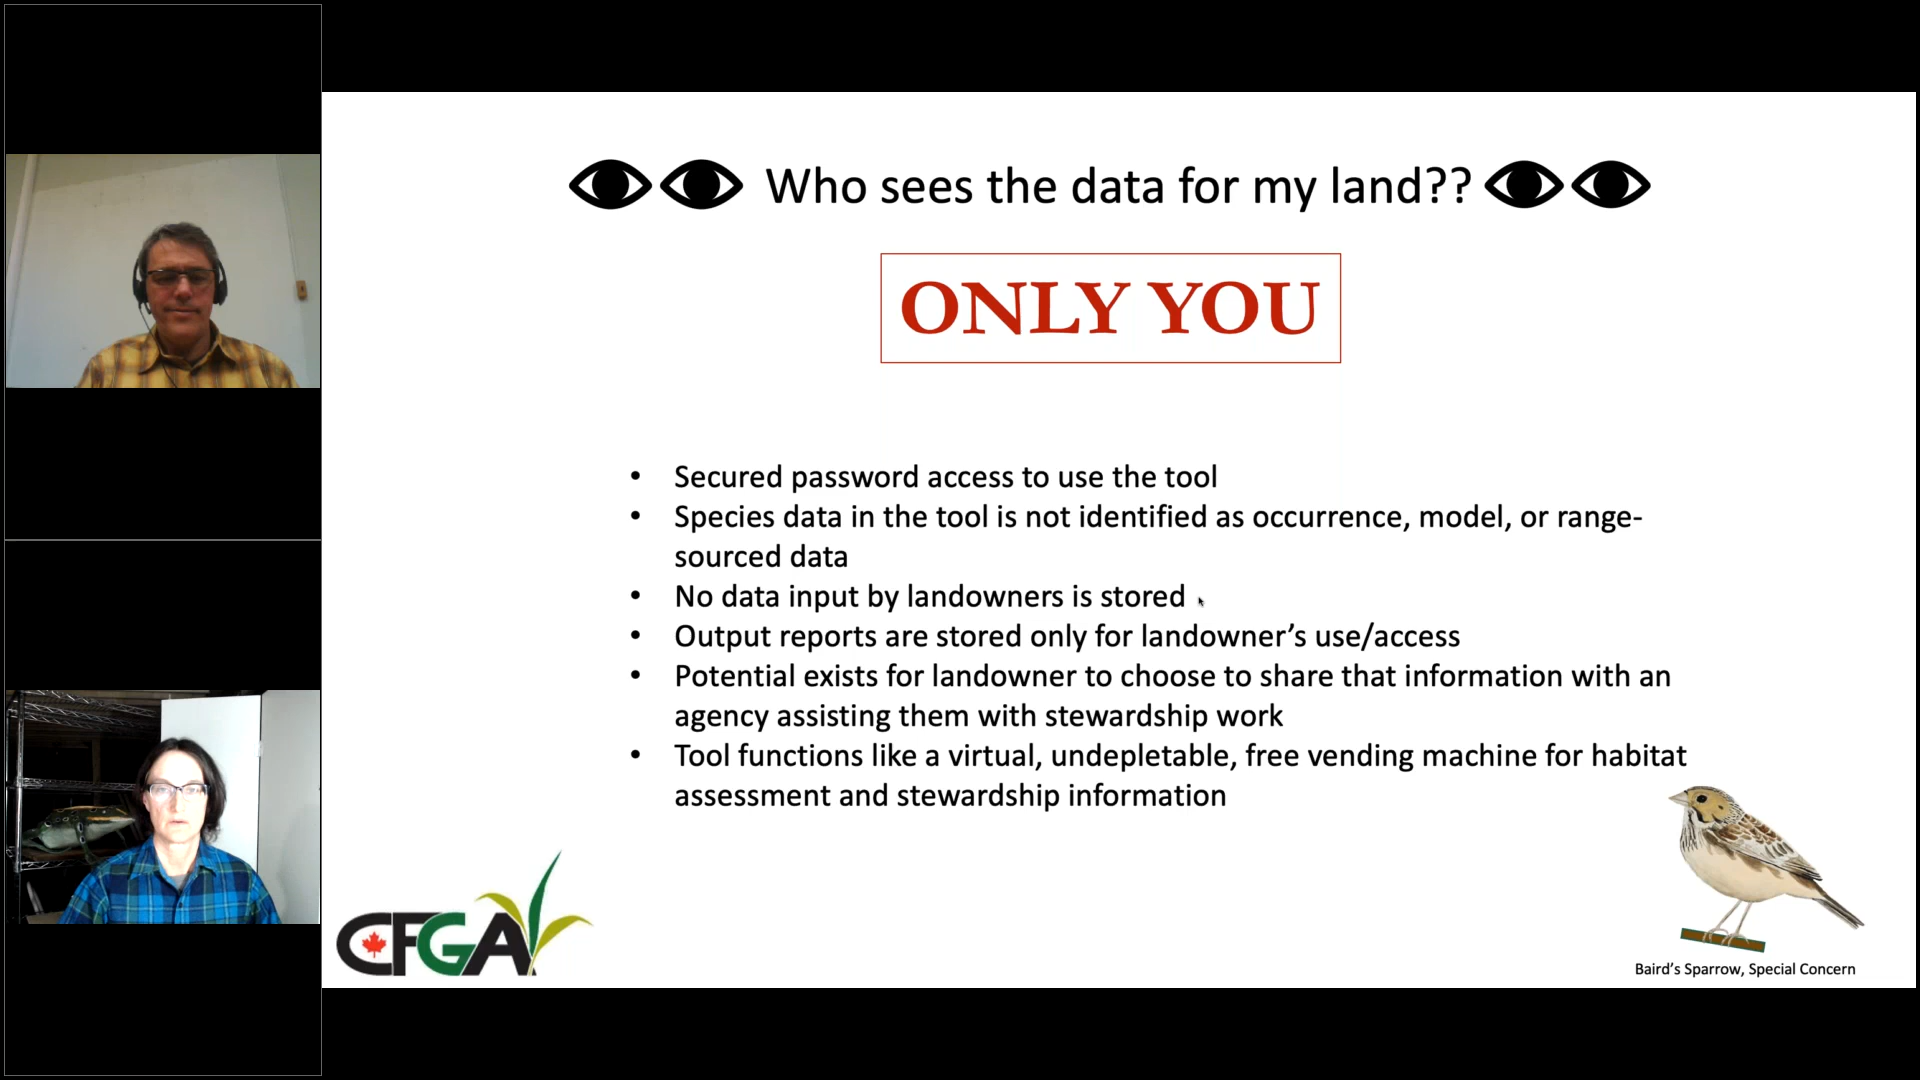 Who sees the data for my land??
ONLY YOU
• Secured password access to use the tool
• Species data in the tool is not identified as occurrence, model, or range-
sourced data
• No data input by landowners is stored
• Output reports are stored only for landowner’s use/access
• Potential exists for landowner to choose to share that information with an
agency assisting them with stewardship work
• Tool functions like a virtual, undepletable, free vending machine for habitat
assessment and stewardship information
CFGA
Baird’s Sparrow, Special Concern